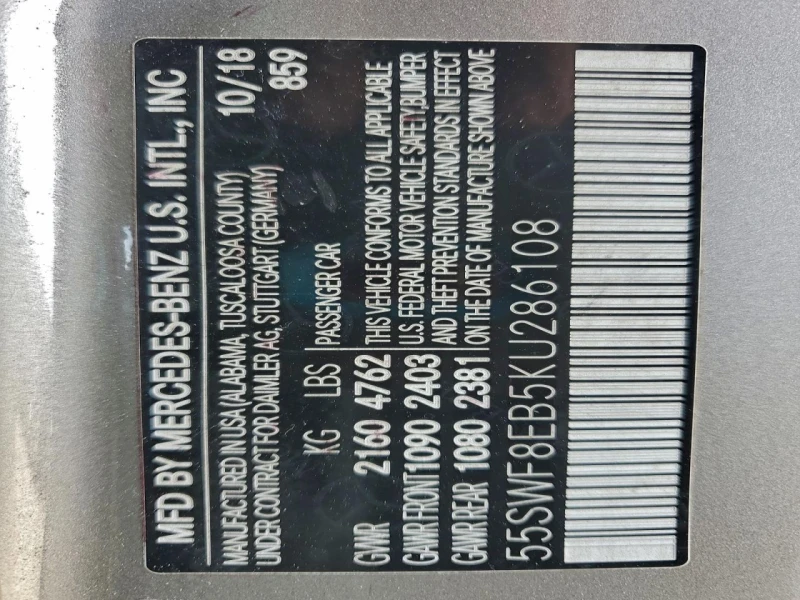 MFD BY MERCEDES-BENZ U.S. INTL., INC
MANUFACTURED IN USA (ALABAMA, TUSCALOOSA COUNTY) 10/18
UNDER CONTRACT FOR DAIMLER AG, STUTTGART (GERMANY) 859
KG LBS PASSENGER CAR
GWR 2160 4762 THIS VEHICLE CONFORMS TO ALL APPLICABLE
GAWR FRONT 1090 2403 U.S. FEDERAL MOTOR VEHICLE SAFETY, BUMPER
GAWR REAR 1080 2381 AND THEFT PREVENTION STANDARDS IN EFFECT
ON THE DATE OF MANUFACTURE SHOWN ABOVE
55SWF8EB5KU286108